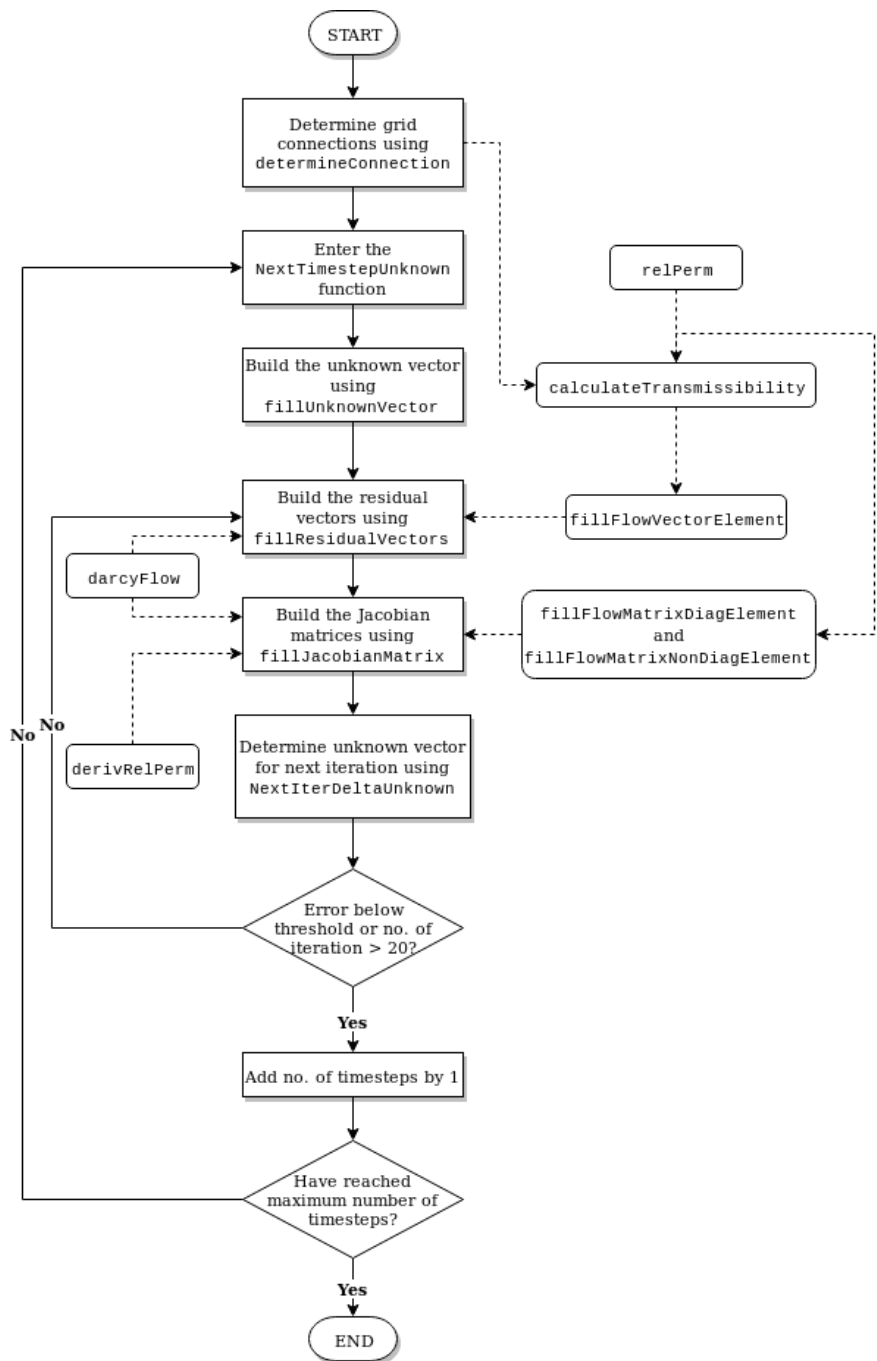 START
Determine grid
connections using
determineConnection
Enter the
NextTimestepUnknown
function
relPerm
Build the unknown vector
using
fillUnknownVector
calculateTransmissibility
Build the residual
vectors using
fillResidualVectors
fillFlowVectorElement
darcyFlow
Build the Jacobian
matrices using
fillJacobianMatrix
fillFlowMatrixDiagElement
and
fillFlowMatrixNonDiagElement
No
No
derivRelPerm
Determine unknown vector
for next iteration using
NextIterDeltaUnknown
Error below
threshold or no. of
iteration > 20?
Yes
Add no. of timesteps by 1
Have reached
maximum number of
timesteps?
Yes
END